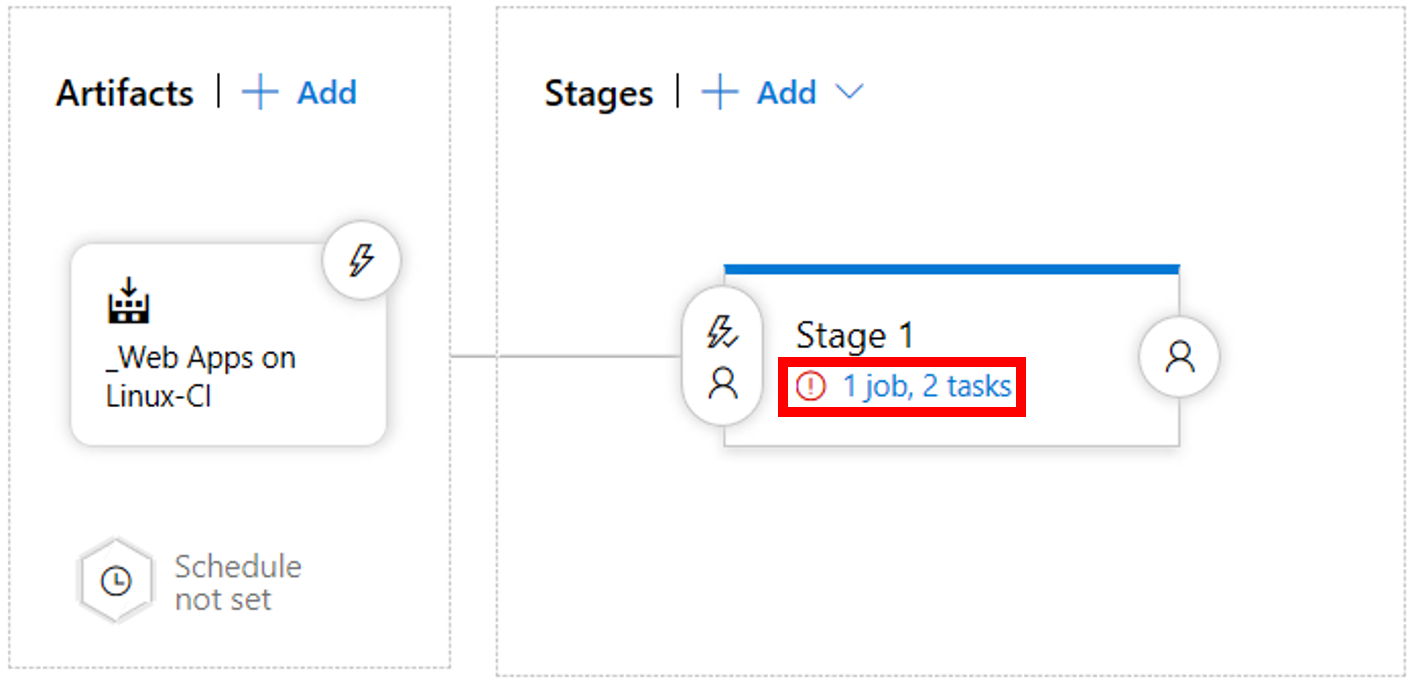 Artifacts | + Add
Stages | + Add
_Web Apps on
Linux-CI
Stage 1
1 job, 2 tasks
Schedule
not set